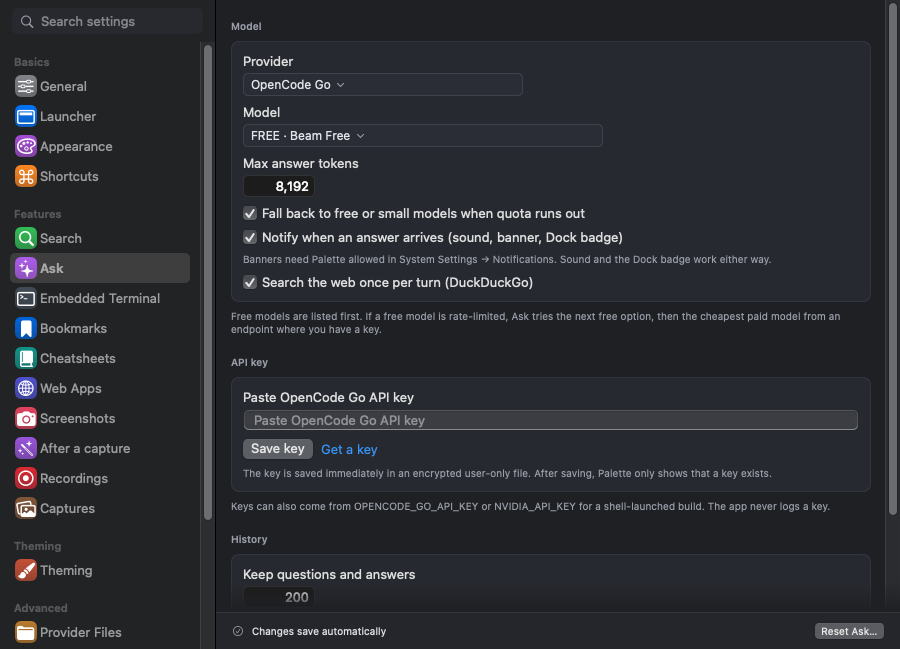 Search settings
Basics
General
Launcher
Appearance
Shortcuts
Features
Search
Ask
Embedded Terminal
Bookmarks
Cheatsheets
Web Apps
Screenshots
After a capture
Recordings
Captures
Theming
Theming
Advanced
Provider Files
Model
Provider
OpenCode Go
Model
FREE · Beam Free
Max answer tokens
8,192
Fall back to free or small models when quota runs out
Notify when an answer arrives (sound, banner, Dock badge)
Banners need Palette allowed in System Settings → Notifications. Sound and the Dock badge work either way.
Search the web once per turn (DuckDuckGo)
Free models are listed first. If a free model is rate-limited, Ask tries the next free option, then the cheapest paid model from an
endpoint where you have a key.
API key
Paste OpenCode Go API key
Paste OpenCode Go API key
Save key Get a key
The key is saved immediately in an encrypted user-only file. After saving, Palette only shows that a key exists.
Keys can also come from OPENCODE_GO_API_KEY or NVIDIA_API_KEY for a shell-launched build. The app never logs a key.
History
Keep questions and answers
200
Changes save automatically
Reset Ask...